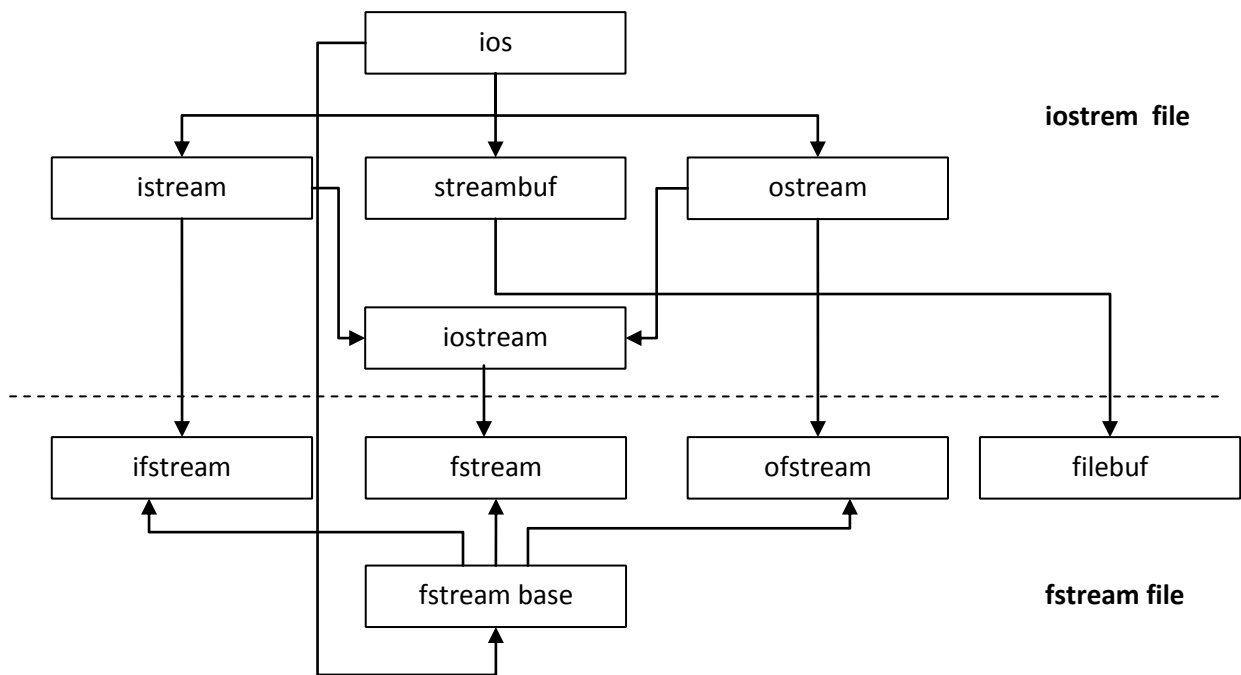 ios
iostrem file
istream
streambuf
ostream
iostream
ifstream
fstream
ofstream
filebuf
fstream base
fstream file